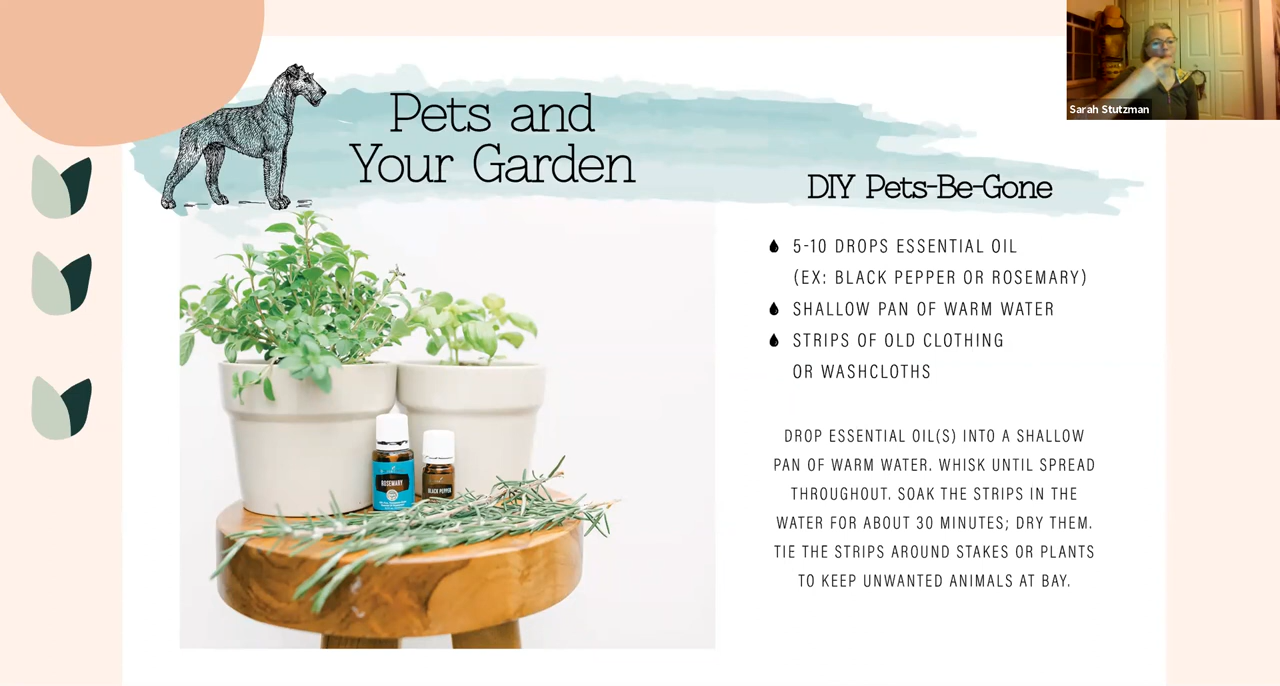 Sarah Stutzman
Pets and
Your Garden
DIY Pets-Be-Gone
5-10 DROPS ESSENTIAL OIL
(EX: BLACK PEPPER OR ROSEMARY)
SHALLOW PAN OF WARM WATER
STRIPS OF OLD CLOTHING
OR WASHCLOTHS
DROP ESSENTIAL OIL(S) INTO A SHALLOW
PAN OF WARM WATER. WHISK UNTIL SPREAD
THROUGHOUT. SOAK THE STRIPS IN THE
WATER FOR ABOUT 30 MINUTES; DRY THEM.
TIE THE STRIPS AROUND STAKES OR PLANTS
TO KEEP UNWANTED ANIMALS AT BAY.
ROSEMARY
BLACK PEPPER